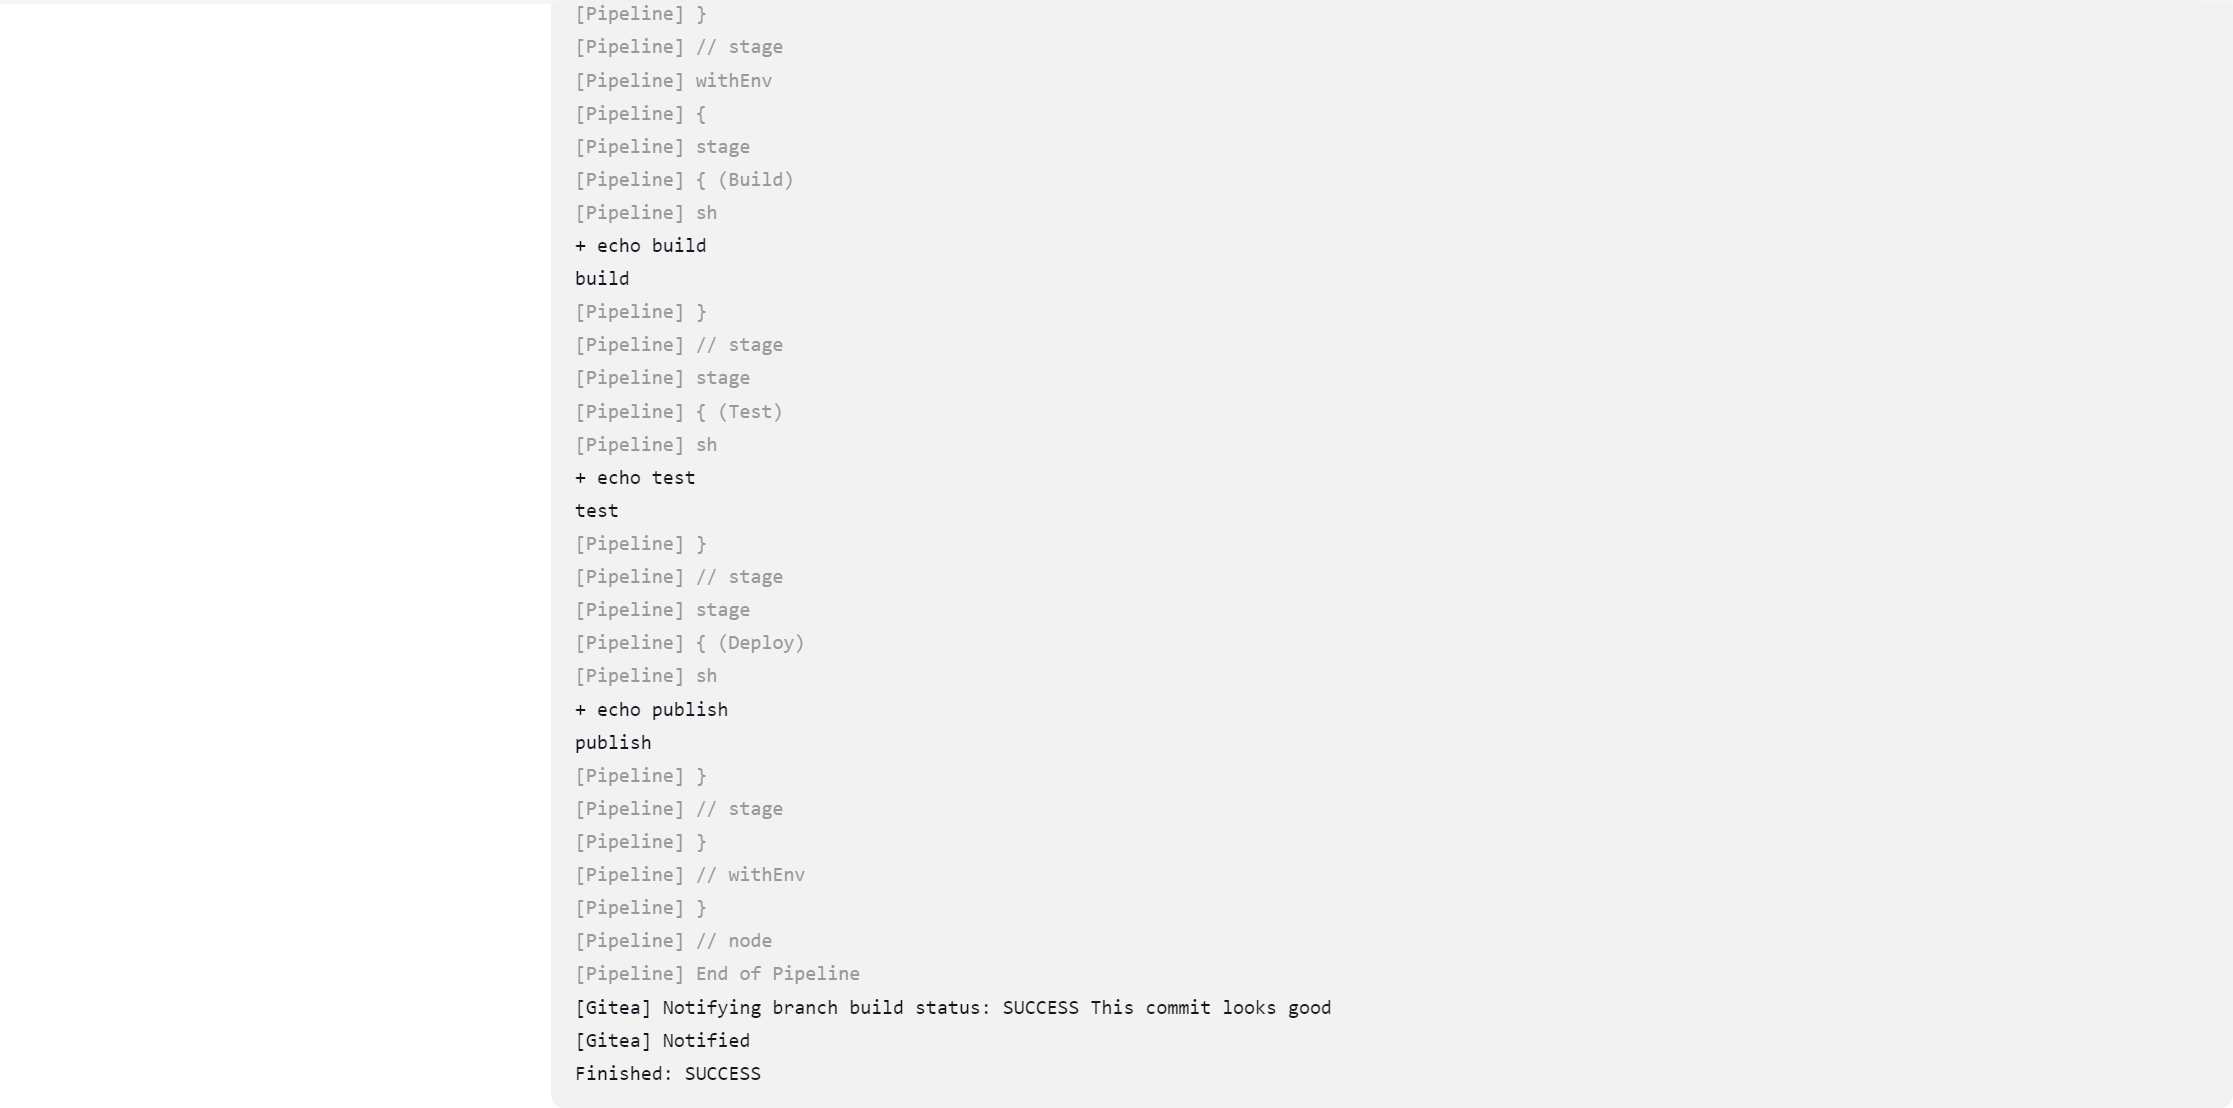 [Pipeline] }
[Pipeline] // stage
[Pipeline] withEnv
[Pipeline] {
[Pipeline] stage
[Pipeline] { (Build)
[Pipeline] sh
+ echo build
build
[Pipeline] }
[Pipeline] // stage
[Pipeline] stage
[Pipeline] { (Test)
[Pipeline] sh
+ echo test
test
[Pipeline] }
[Pipeline] // stage
[Pipeline] stage
[Pipeline] { (Deploy)
[Pipeline] sh
+ echo publish
publish
[Pipeline] }
[Pipeline] // stage
[Pipeline] }
[Pipeline] // withEnv
[Pipeline] }
[Pipeline] // node
[Pipeline] End of Pipeline
[Gitea] Notifying branch build status: SUCCESS This commit looks good
[Gitea] Notified
Finished: SUCCESS